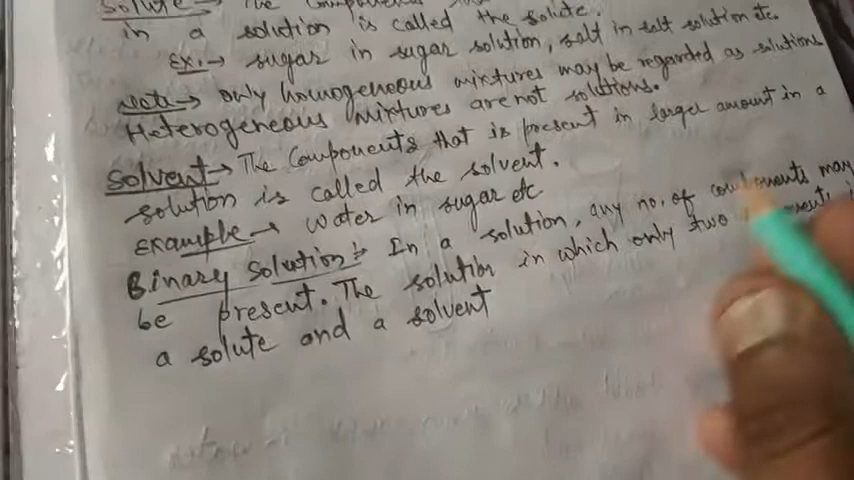 Solute → The Components
in a solution is called the solute.
Ex.→ sugar in sugar solution, salt in salt solution etc.
Note → only homogeneous mixtures may be regarded as solutions
Heterogeneous mixtures are not solutions.
Solvent → The Components that is present in larger amount in a
solution is called the solvent.
Example → Water in sugar etc
Binary Solution :- In a solution, any no. of components may
be present. The solution in which only two
a solute and a solvent